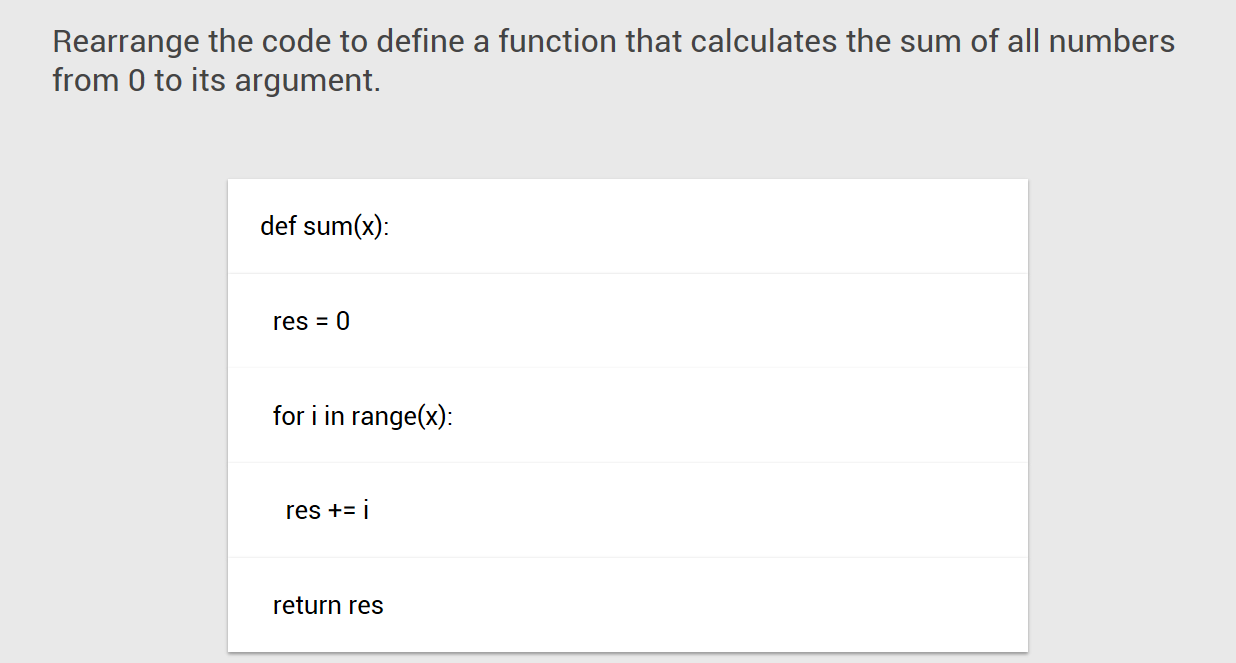 Rearrange the code to define a function that calculates the sum of all numbers
from 0 to its argument.
def sum(x):
res = 0
for i in range(x):
res += i
return res